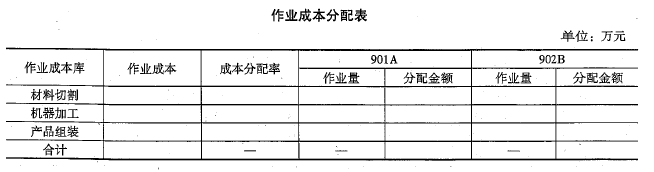 作业成本分配表
单位：万元
作业成本库 作业成本 成本分配率 901A 902B
作业量 分配金额 作业量 分配金额
材料切割
机器加工
产品组装
合计 — — —